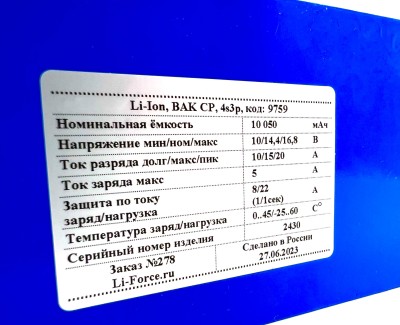 Li-Ion, BAK CP, 4s3p, код: 9759
Номинальная ёмкость 10 050 мАч
Напряжение мин/ном/макс 10/14,4/16,8 В
Ток разряда долг/макс/пик 10/15/20 А
Ток заряда макс 5 А
Защита по току заряд/нагрузка 8/22 (1/1сек) А
Температура заряд/нагрузка 0..45/-25..60 С°
Серийный номер изделия 2430
Заказ №278 Сделано в России
Li-Force.ru 27.06.2023